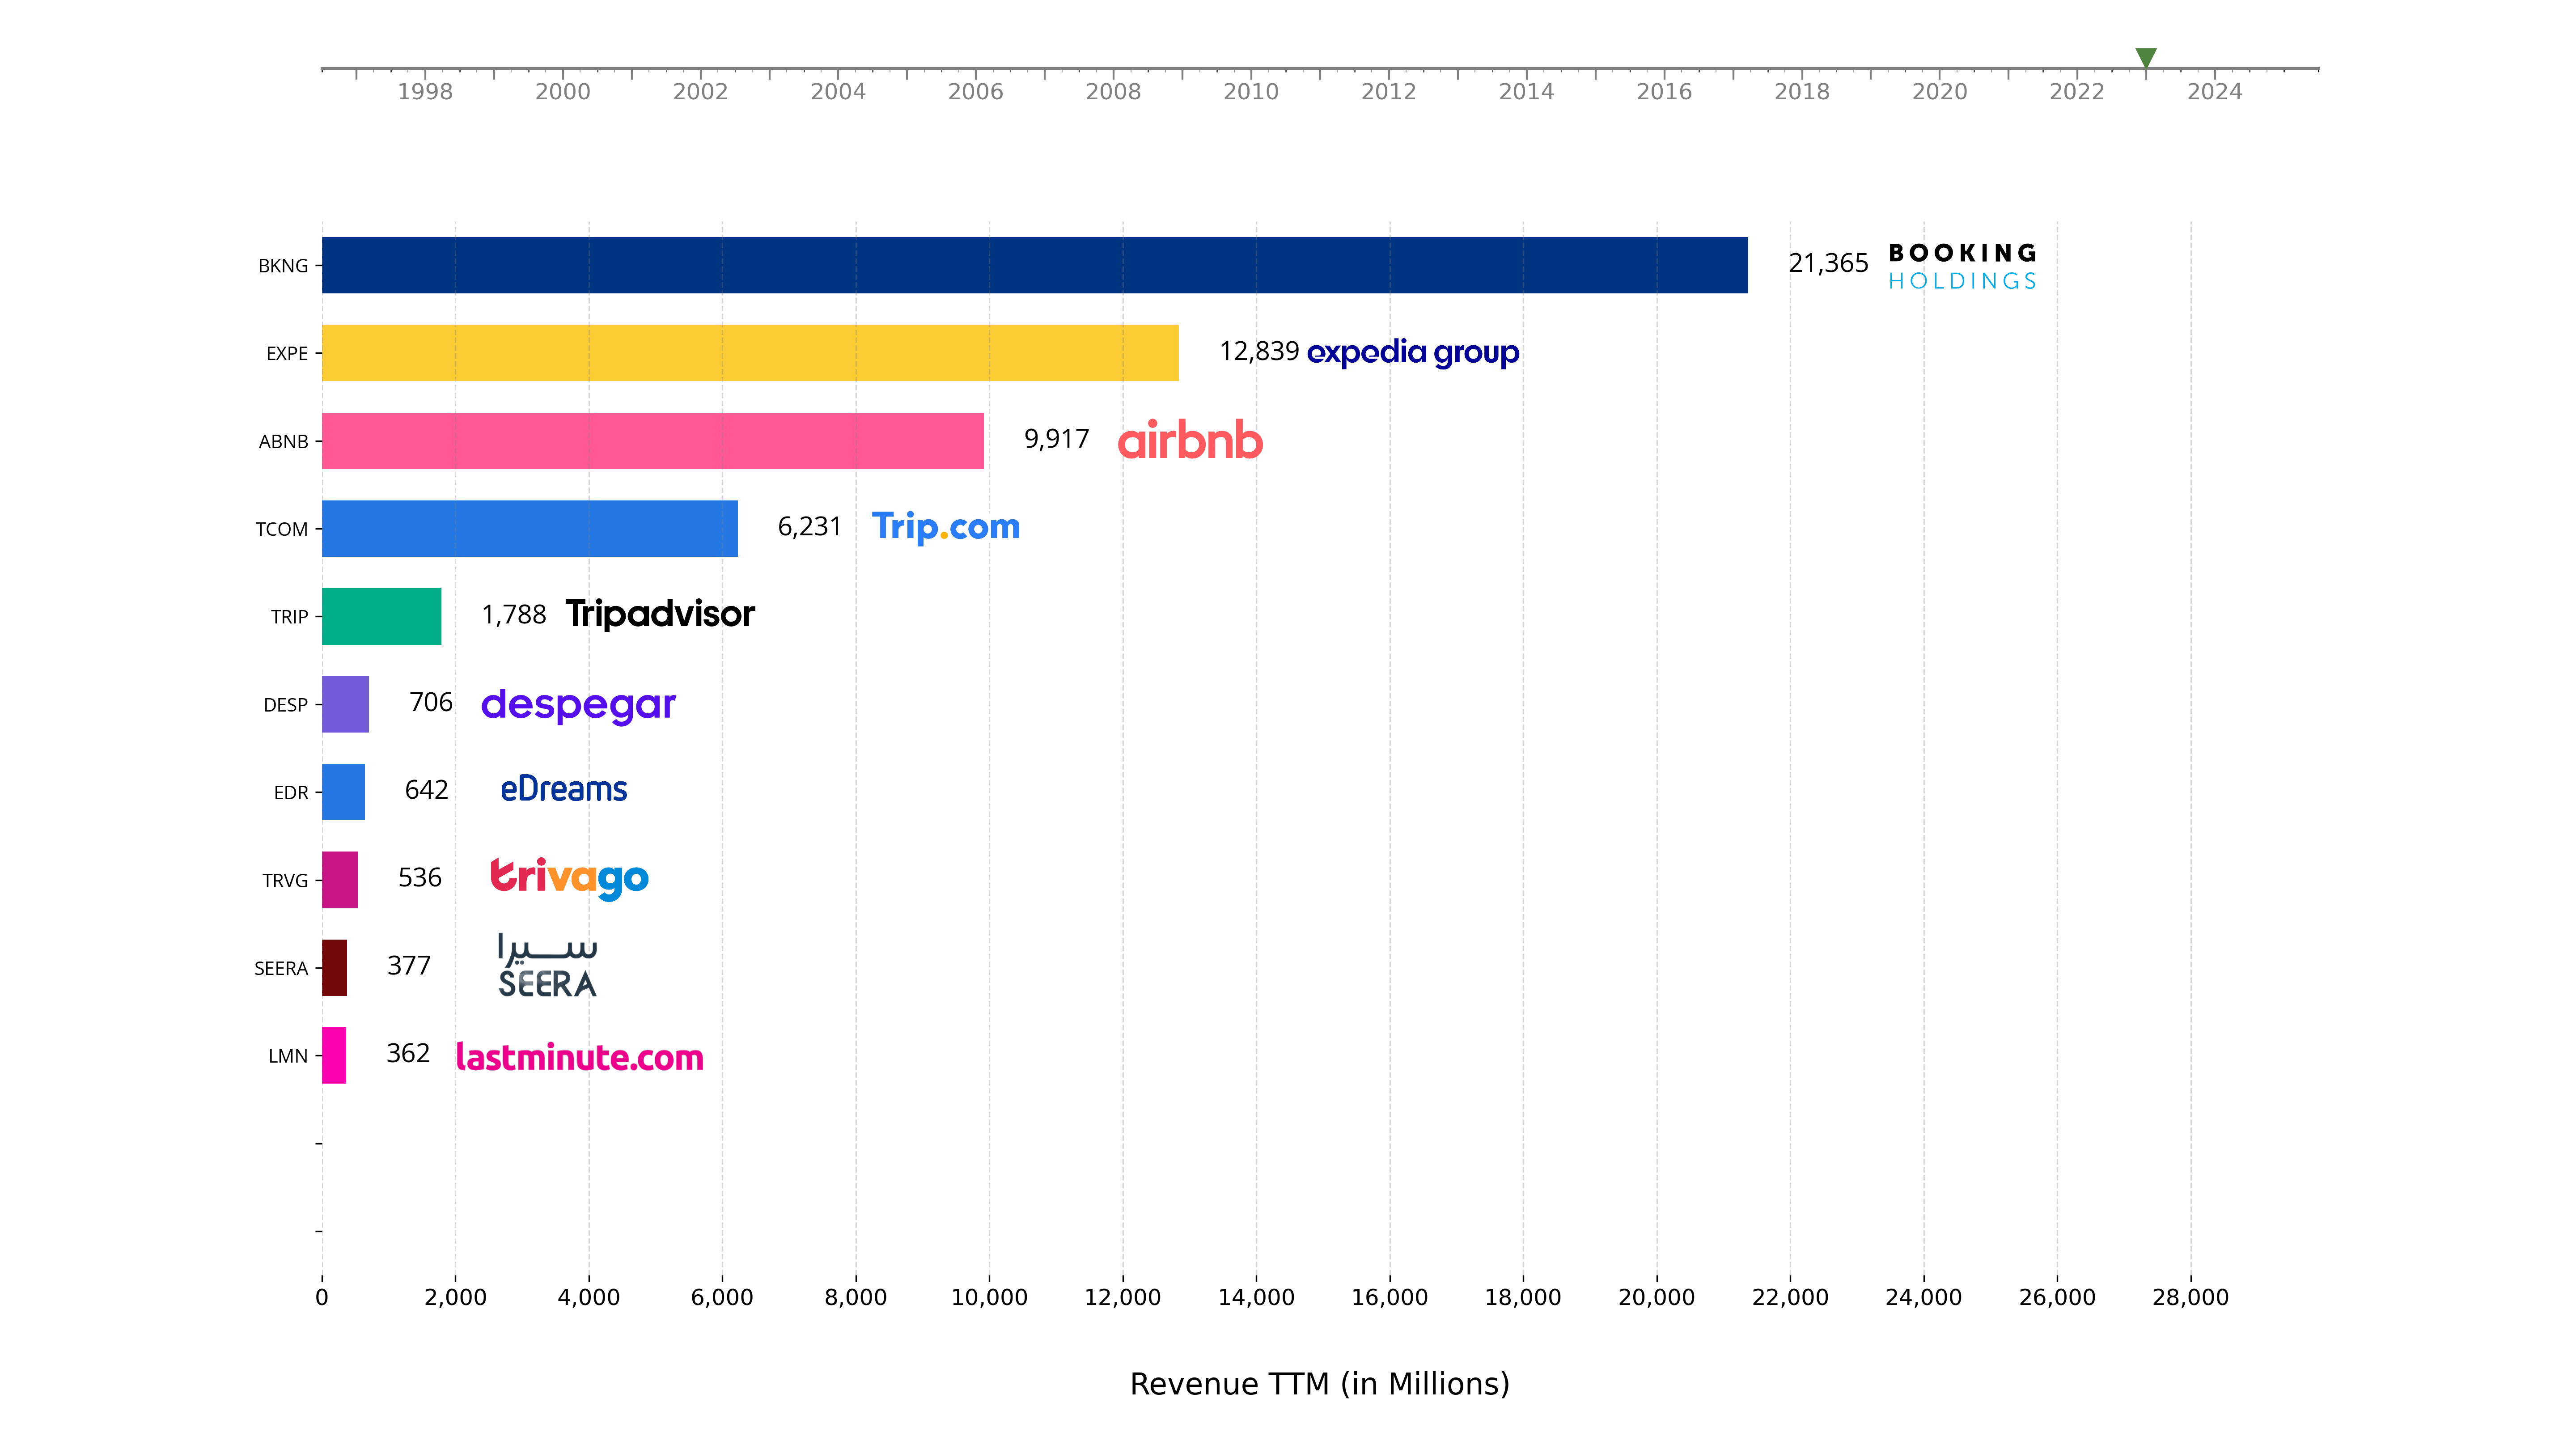 1998 2000 2002 2004 2006 2008 2010 2012 2014 2016 2018 2020 2022 2024
BKNG 21,365 BOOKING
HOLDINGS
EXPE 12,839 expedia group
ABNB 9,917 airbnb
TCOM 6,231 Trip.com
TRIP 1,788 Tripadvisor
DESP 706 despegar
EDR 642 eDreams
TRVG 536 trivago
سيرا
SEERA 377 SEERA
LMN 362 lastminute.com
0 2,000 4,000 6,000 8,000 10,000 12,000 14,000 16,000 18,000 20,000 22,000 24,000 26,000 28,000
Revenue TTM (in Millions)